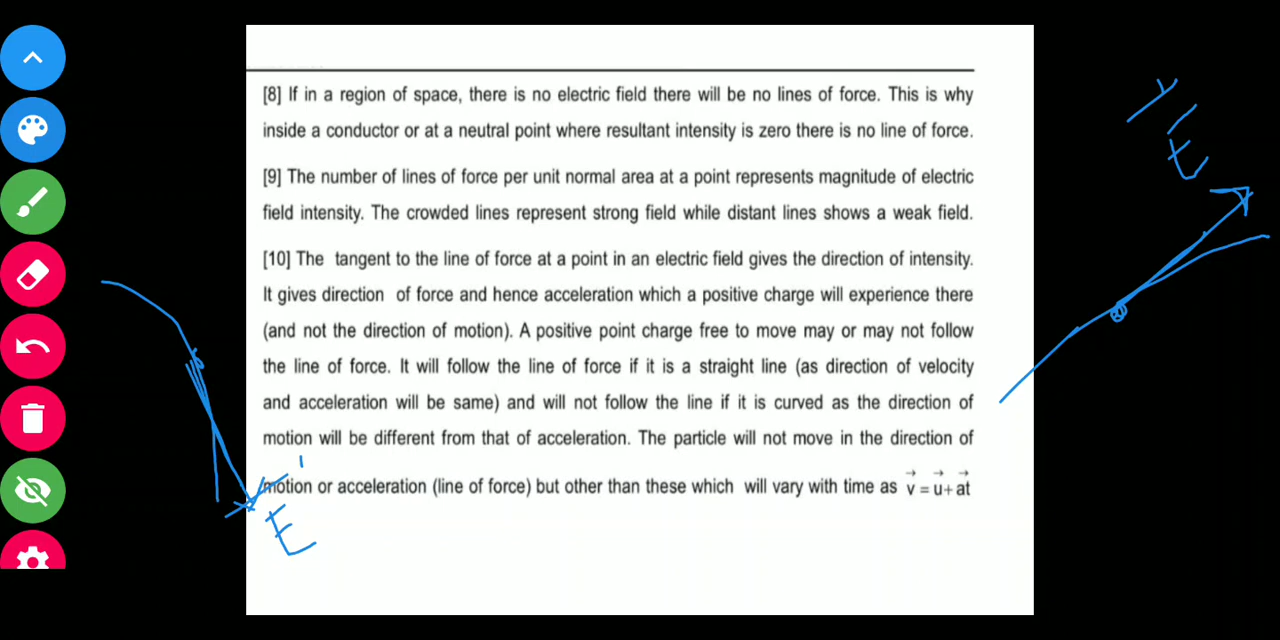 [8] If in a region of space, there is no electric field there will be no lines of force. This is why
inside a conductor or at a neutral point where resultant intensity is zero there is no line of force.
[9] The number of lines of force per unit normal area at a point represents magnitude of electric
field intensity. The crowded lines represent strong field while distant lines shows a weak field.
[10] The tangent to the line of force at a point in an electric field gives the direction of intensity.
It gives direction of force and hence acceleration which a positive charge will experience there
(and not the direction of motion). A positive point charge free to move may or may not follow
the line of force. It will follow the line of force if it is a straight line (as direction of velocity
and acceleration will be same) and will not follow the line if it is curved as the direction of
motion will be different from that of acceleration. The particle will not move in the direction of
motion or acceleration (line of force) but other than these which will vary with time as v⃗ = u⃗ + a⃗t⃗